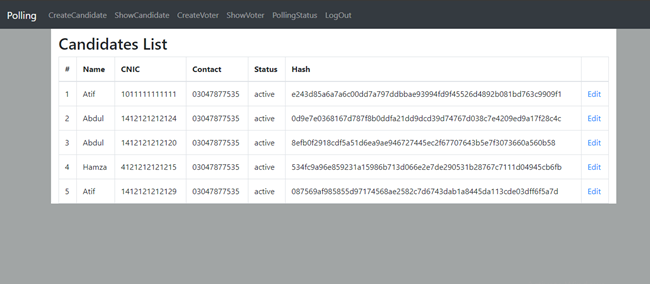 Polling CreateCandidate ShowCandidate CreateVoter ShowVoter PollingStatus LogOut
Candidates List
# Name CNIC Contact Status Hash
1 Atif 1011111111111 03047877535 active e243d85a6a7a6c00dd7a797ddbbae93994fd9f45526d4892b081bd763c9909f1 Edit
2 Abdul 1412121212124 03047877535 active 0d9e7e0368167d787f8b0ddfa21dd9dcd39d74767d038c7e4209ed9a17f28c4c Edit
3 Abdul 1412121212120 03047877535 active 8efb0f2918cdf5a51d6ea9ae946727445ec2f67707643b5e7f3073660a560b58 Edit
4 Hamza 4121212121215 03047877535 active 534fc9a96e859231a15986b713d066e2e7de290531b28767c7111d04945cb6fb Edit
5 Atif 1412121212129 03047877535 active 087569af985855d97174568ae2582c7d6743dab1a8445da113cde03dff6f5a7d Edit